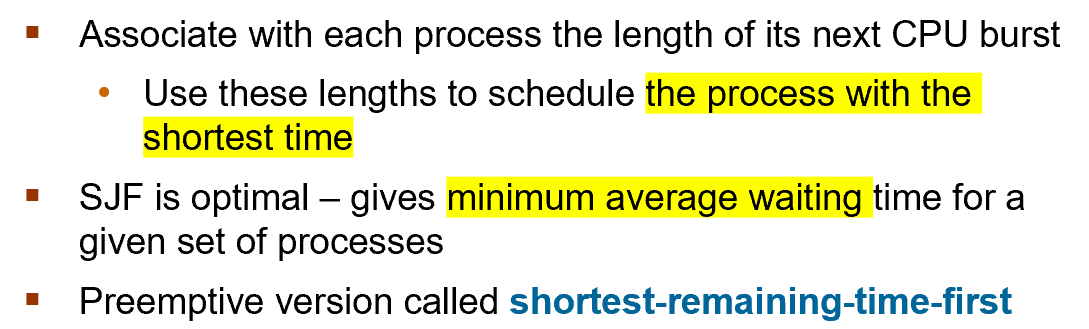 ▪ Associate with each process the length of its next CPU burst
• Use these lengths to schedule the process with the
shortest time
▪ SJF is optimal – gives minimum average waiting time for a
given set of processes
▪ Preemptive version called shortest-remaining-time-first